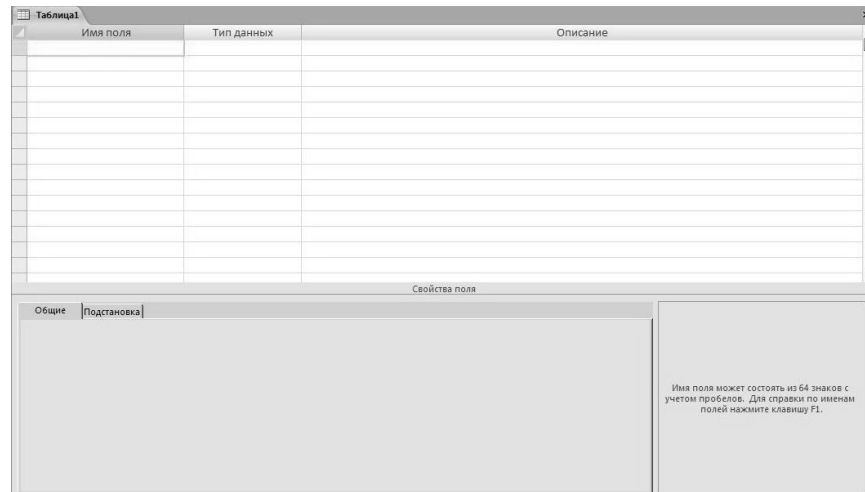 Таблица1
Имя поля Тип данных Описание
Свойства поля
Общие Подстановка
Имя поля может состоять из 64 знаков с
учетом пробелов. Для справки по именам
полей нажмите клавишу F1.